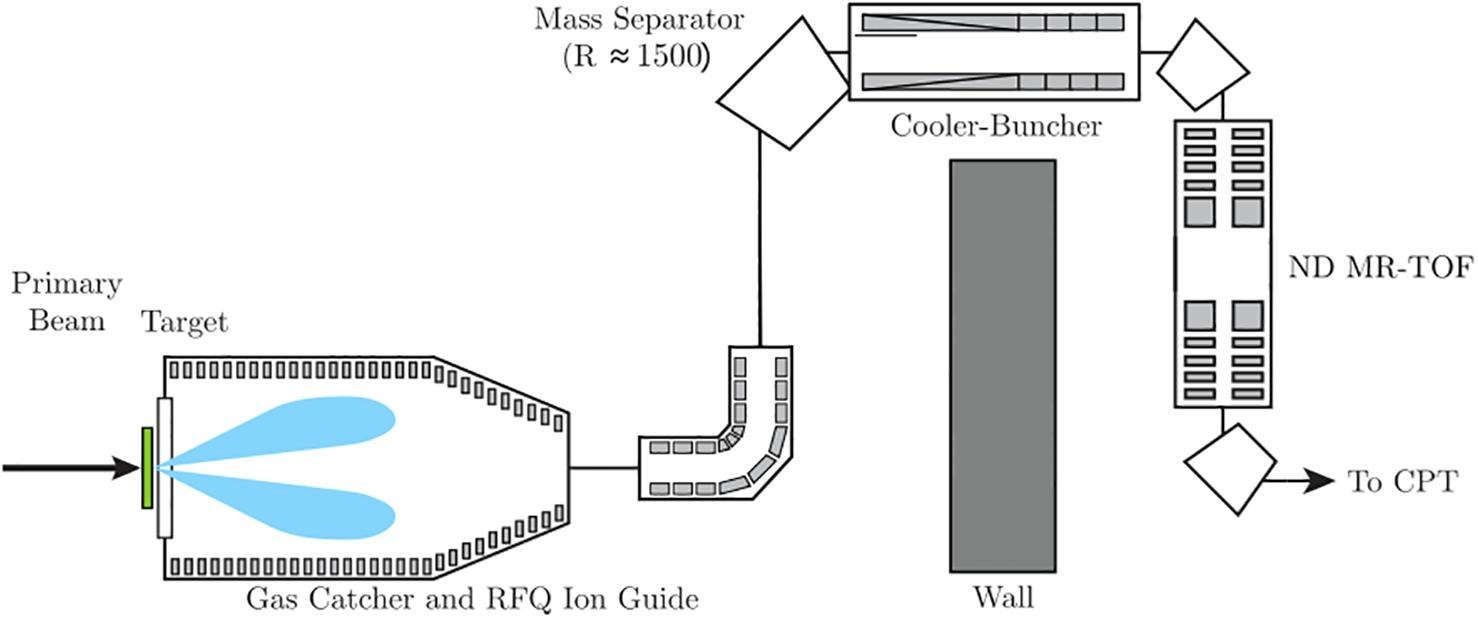 Mass Separator
(R ≈ 1500)
Cooler-Buncher
Primary
Beam
Target
ND MR-TOF
To CPT
Gas Catcher and RFQ Ion Guide
Wall